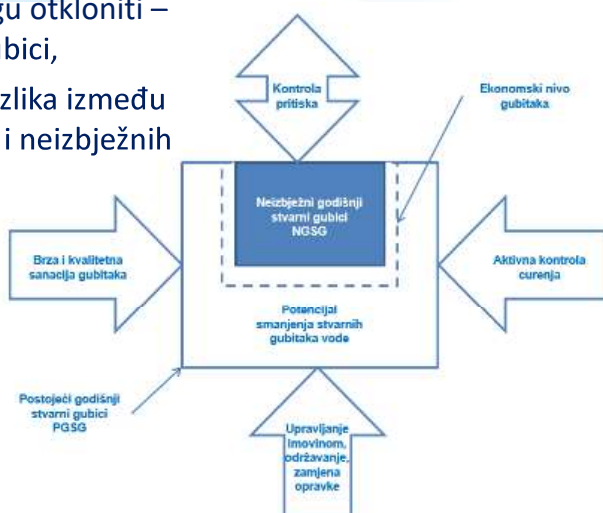 gu otkloniti –
ubici,
zlika između
i neizbježnih
Kontrola
pritiska
Ekonomski nivo
gubitaka
Neizbježni godišnji
stvarni gubici
NGSG
Brza i kvalitetna
sanacija gubitaka
Aktivna kontrola
curenja
Potencijal
smanjenja stvarnih
gubitaka vode
Postojeći godišnji
stvarni gubici
PGSG
Upravljanje
imovinom,
održavanje,
zamjena
opravke